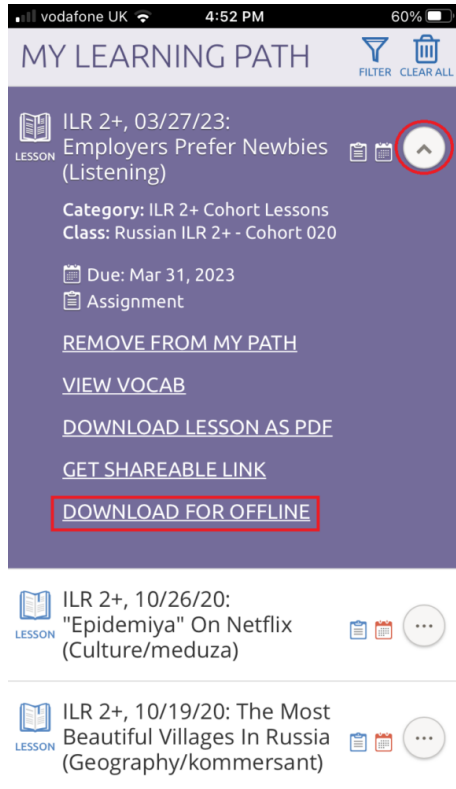 vodafone UK 4:52 PM 60%
MY LEARNING PATH
FILTER CLEAR ALL
ILR 2+, 03/27/23:
LESSON Employers Prefer Newbies
(Listening)
Category: ILR 2+ Cohort Lessons
Class: Russian ILR 2+ - Cohort 020
Due: Mar 31, 2023
Assignment
REMOVE FROM MY PATH
VIEW VOCAB
DOWNLOAD LESSON AS PDF
GET SHAREABLE LINK
DOWNLOAD FOR OFFLINE
ILR 2+, 10/26/20:
LESSON "Epidemiya" On Netflix
(Culture/meduza)
ILR 2+, 10/19/20: The Most
LESSON Beautiful Villages In Russia
(Geography/kommersant)